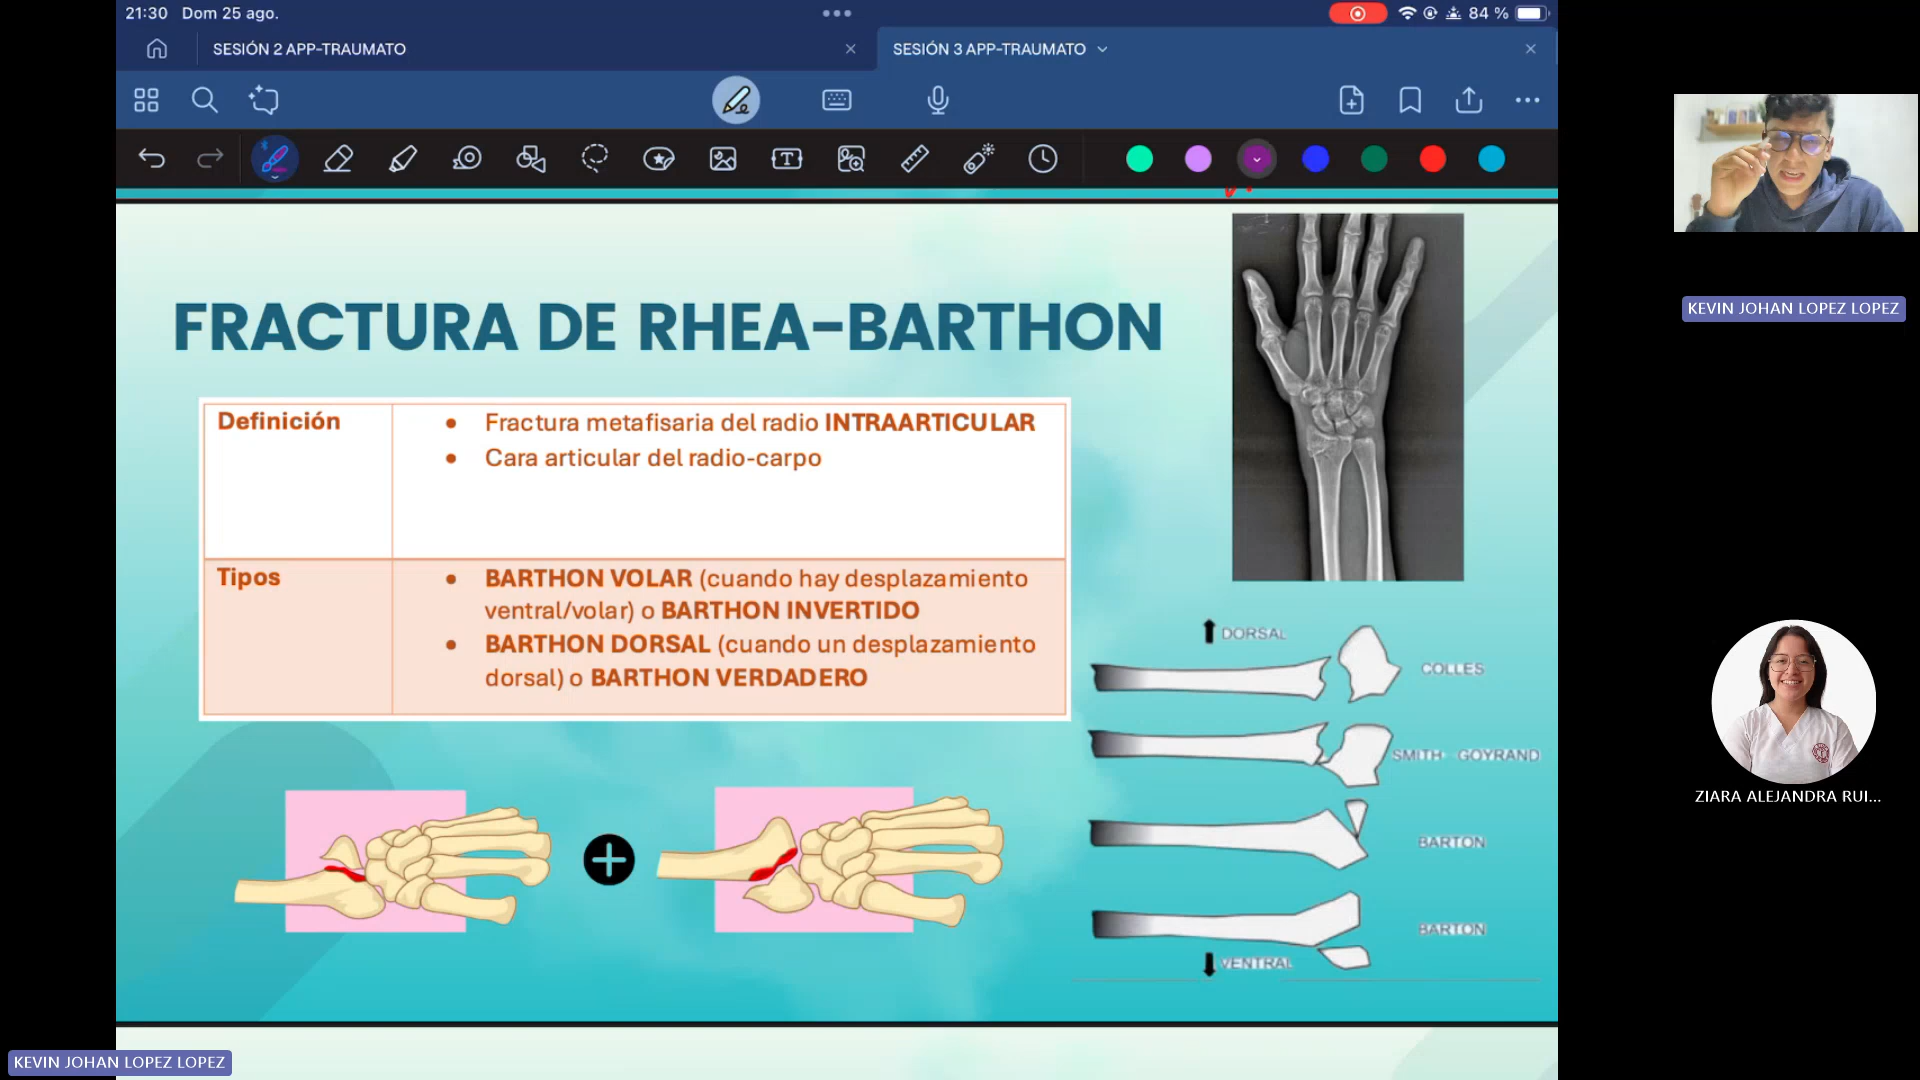 21:30 Dom 25 ago.
84 %
SESIÓN 2 APP-TRAUMATO
SESIÓN 3 APP-TRAUMATO
FRACTURA DE RHEA-BARTHON
Definición
Fractura metafisaria del radio INTRAARTICULAR
Cara articular del radio-carpo
Tipos
BARTHON VOLAR (cuando hay desplazamiento
ventral/volar) o BARTHON INVERTIDO
BARTHON DORSAL (cuando un desplazamiento
dorsal) o BARTHON VERDADERO
DORSAL
COLLES
SMITH - GOYRAND
BARTON
BARTON
VENTRAL
KEVIN JOHAN LOPEZ LOPEZ
ZIARA ALEJANDRA RUI...
KEVIN JOHAN LOPEZ LOPEZ